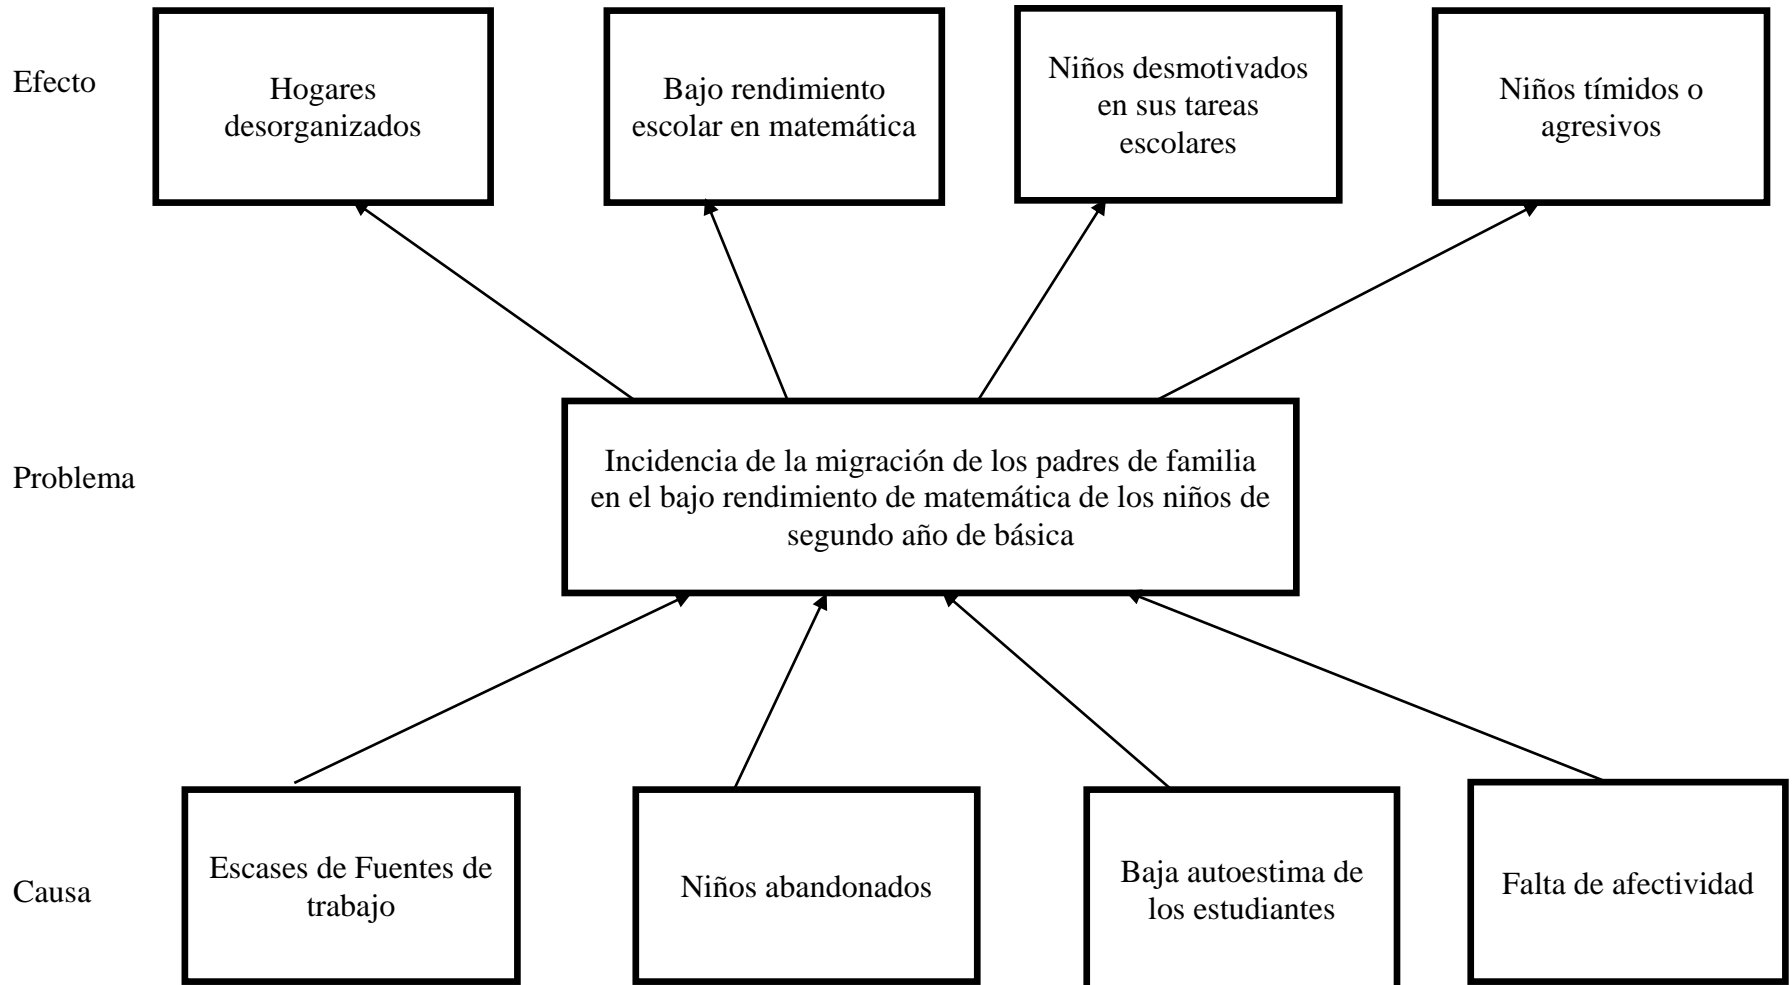 Efecto
Hogares
desorganizados
Bajo rendimiento
escolar en matemática
Niños desmotivados
en sus tareas
escolares
Niños tímidos o
agresivos
Problema
Incidencia de la migración de los padres de familia
en el bajo rendimiento de matemática de los niños de
segundo año de básica
Causa
Escases de Fuentes de
trabajo
Niños abandonados
Baja autoestima de
los estudiantes
Falta de afectividad